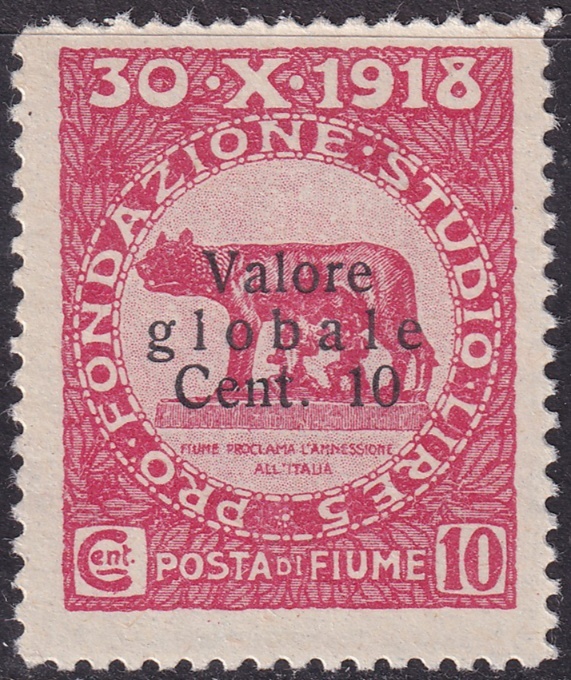 30·X·1918
PRO·FONDAZIONE·STUDIO·LIRE 5
Valore
globale
Cent. 10
FIUME PROCLAMA L'ANNESSIONE
ALL'ITALIA
Cent. POSTA DI FIUME 10